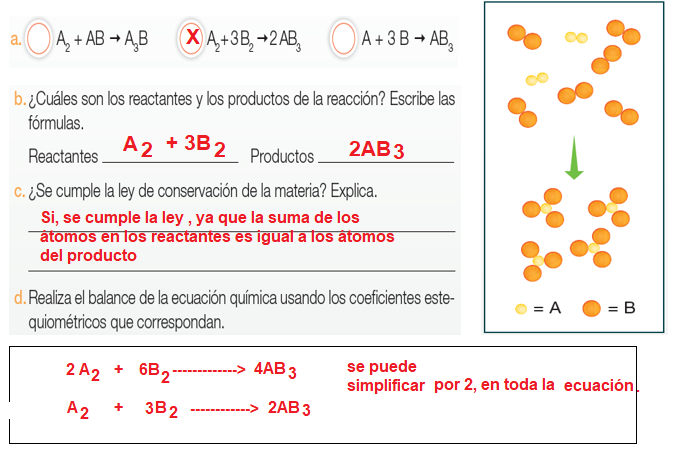 a. A₂ + AB → A₃B X A₂+3B₂→2AB₃ A + 3 B → AB₃
b. ¿Cuáles son los reactantes y los productos de la reacción? Escribe las
fórmulas.
Reactantes A₂ + 3B₂ Productos 2AB₃
c. ¿Se cumple la ley de conservación de la materia? Explica.
Si, se cumple la ley , ya que la suma de los
átomos en los reactantes es igual a los átomos
del producto
d. Realiza el balance de la ecuación química usando los coeficientes este-
quiométricos que correspondan.
= A = B
2 A₂ + 6B₂-------------> 4AB₃ se puede
simplificar por 2, en toda la ecuación.
A₂ + 3B₂ ------------> 2AB₃